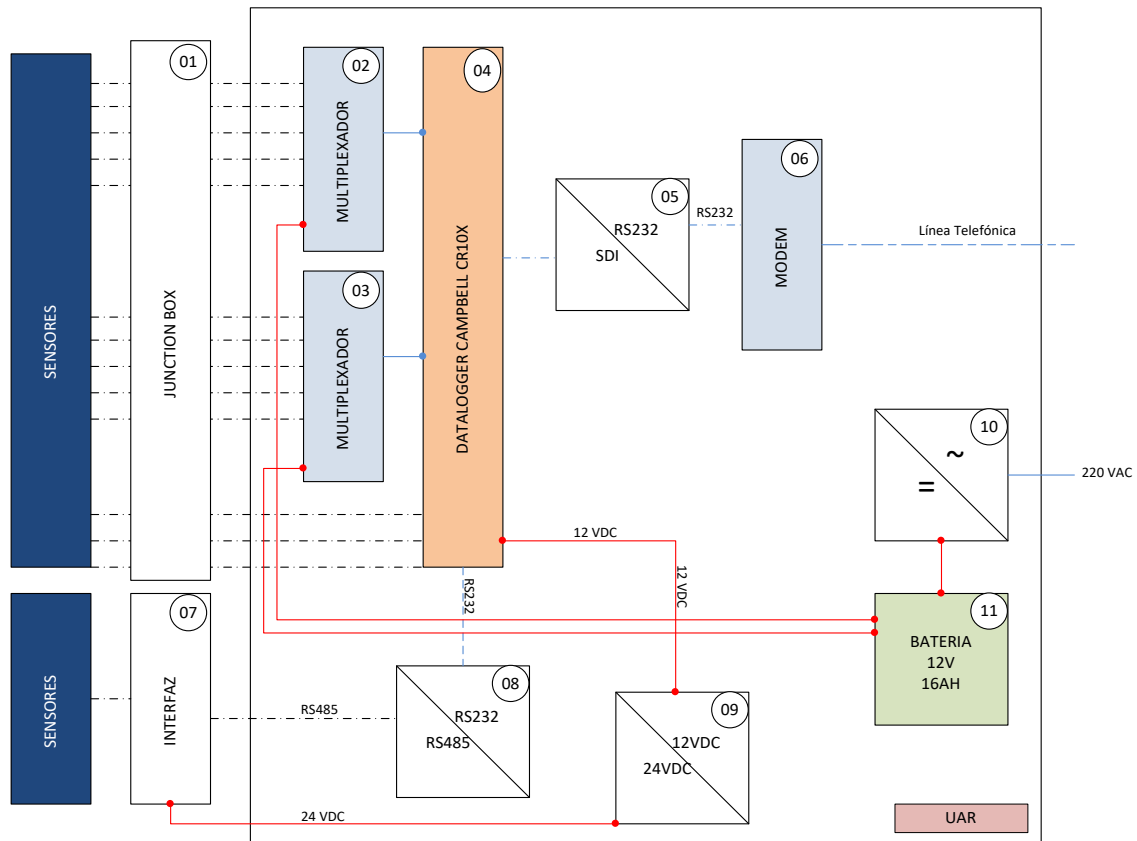 SENSORES
01
JUNCTION BOX
02
MULTIPLEXADOR
03
MULTIPLEXADOR
04
DATALOGGER CAMPBELL CR10X
05
RS232
SDI
RS232
06
MODEM
Línea Telefónica
10
~
=
220 VAC
12 VDC
12 VDC
RS232
11
BATERIA
12V
16AH
SENSORES
07
INTERFAZ
RS485
08
RS232
RS485
09
12VDC
24VDC
24 VDC
UAR